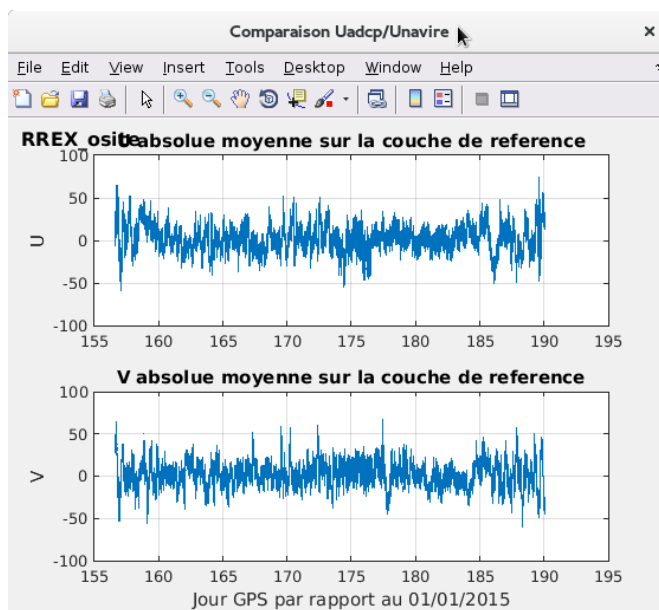 Comparaison Uadcp/Unavire
File Edit View Insert Tools Desktop Window Help
RREX_osite
U absolue moyenne sur la couche de reference
100
50
0
-50
-100
U
155 160 165 170 175 180 185 190 195
V absolue moyenne sur la couche de reference
100
50
0
-50
-100
V
155 160 165 170 175 180 185 190 195
Jour GPS par rapport au 01/01/2015